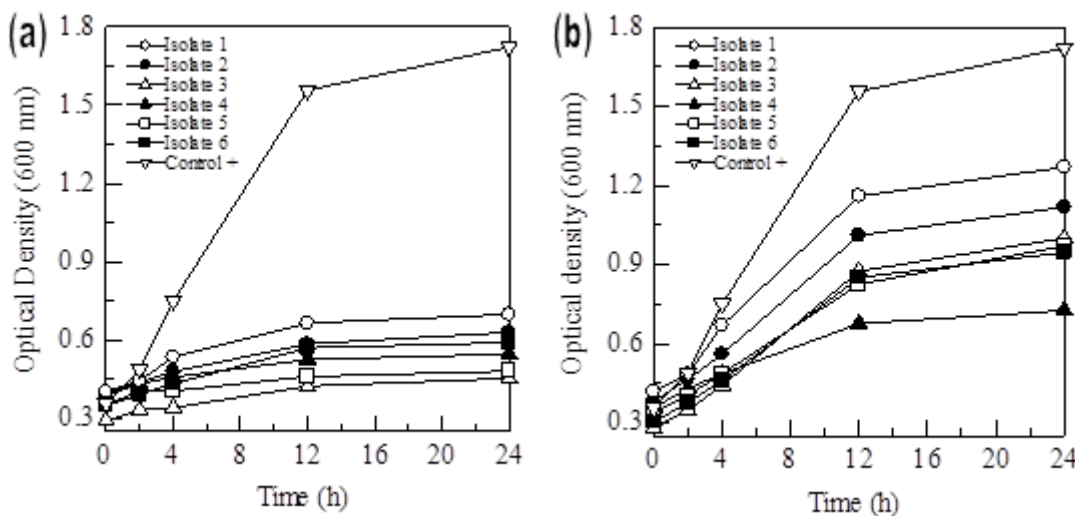 (a)
1.8
1.5
1.2
0.9
0.6
0.3
Optical Density (600 nm)
Isolate 1
Isolate 2
Isolate 3
Isolate 4
Isolate 5
Isolate 6
Control +
0 4 8 12 16 20 24
Time (h)
(b)
1.8
1.5
1.2
0.9
0.6
0.3
Optical density (600 nm)
Isolate 1
Isolate 2
Isolate 3
Isolate 4
Isolate 5
Isolate 6
Control +
0 4 8 12 16 20 24
Time (h)